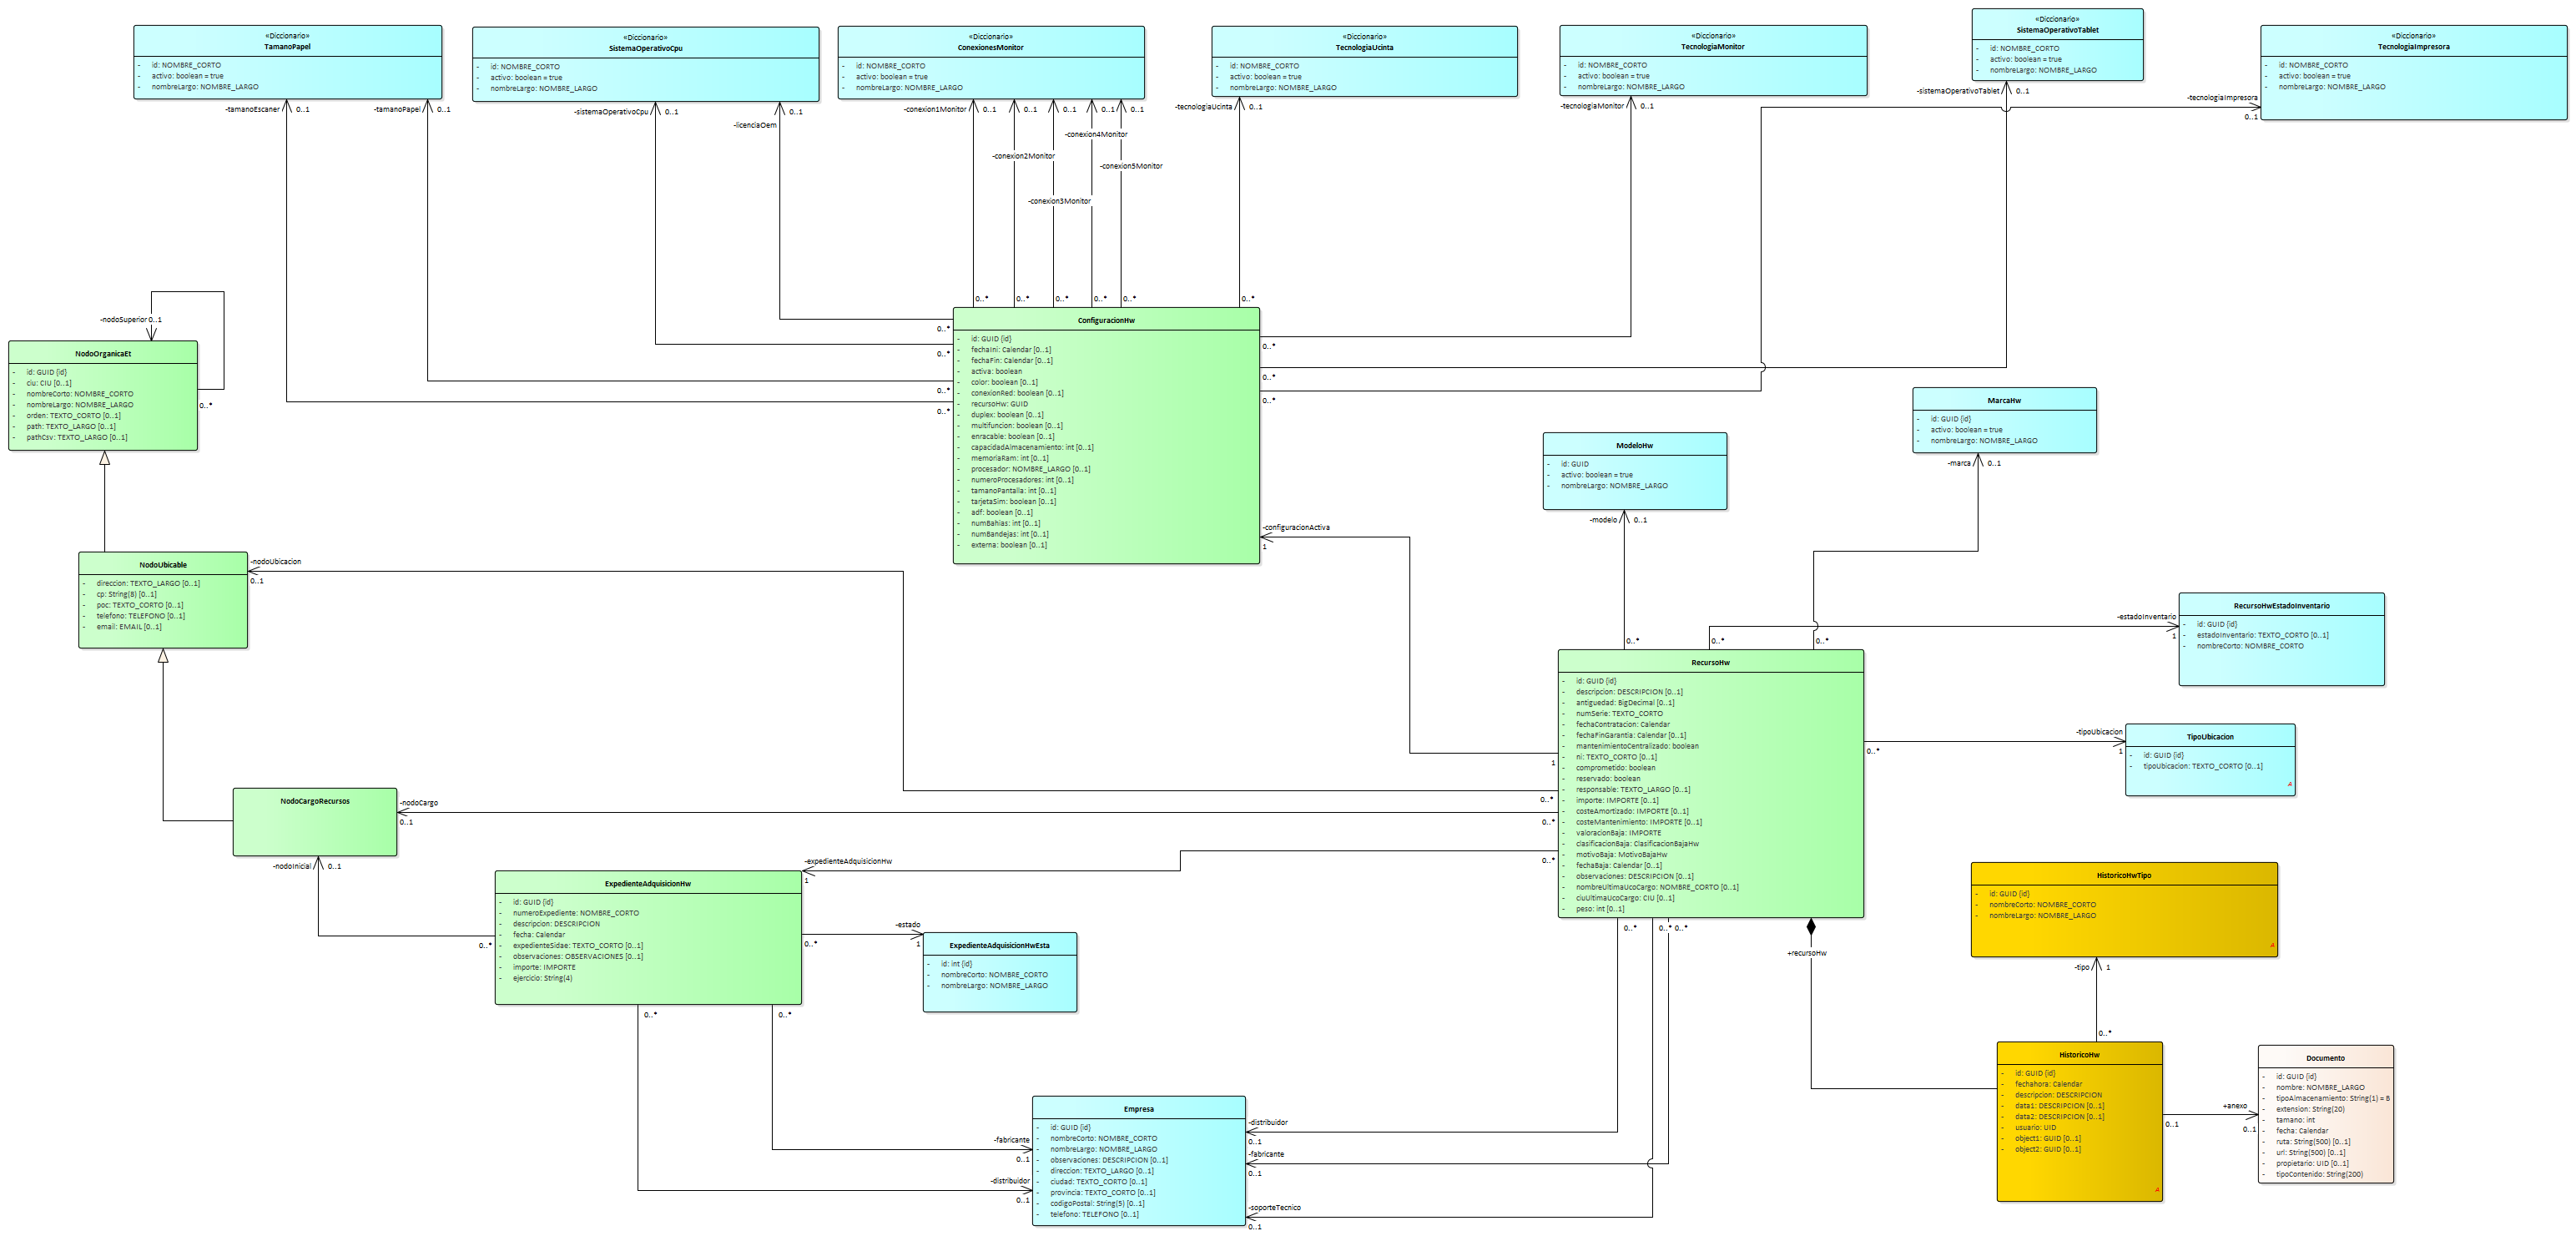 «Diccionario»
TamanoPapel
- id: NOMBRE_CORTO
- activo: boolean = true
- nombreLargo: NOMBRE_LARGO
«Diccionario»
SistemaOperativoCpu
- id: NOMBRE_CORTO
- activo: boolean = true
- nombreLargo: NOMBRE_LARGO
«Diccionario»
ConexionesMonitor
- id: NOMBRE_CORTO
- activo: boolean = true
- nombreLargo: NOMBRE_LARGO
«Diccionario»
TecnologiaUcinta
- id: NOMBRE_CORTO
- activo: boolean = true
- nombreLargo: NOMBRE_LARGO
«Diccionario»
TecnologiaMonitor
- id: NOMBRE_CORTO
- activo: boolean = true
- nombreLargo: NOMBRE_LARGO
«Diccionario»
SistemaOperativoTablet
- id: NOMBRE_CORTO
- activo: boolean = true
- nombreLargo: NOMBRE_LARGO
«Diccionario»
TecnologiaImpresora
- id: NOMBRE_CORTO
- activo: boolean = true
- nombreLargo: NOMBRE_LARGO
-tamanoEscaner 0..1
-tamanoPapel 0..1
-sistemaOperativoCpu 0..1
-licenciaOem 0..1
-conexion1Monitor 0..1
0..1
0..1
0..1
0..1
-conexion4Monitor
-conexion2Monitor
-conexion5Monitor
-conexion3Monitor
-tecnologiaUcinta 0..1
-tecnologiaMonitor 0..1
-sistemaOperativoTablet 0..1
-tecnologiaImpresora
0..1
0..*
0..*
0..*
0..*
0..*
0..*
-nodoSuperior 0..1
NodoOrganicaEt
- id: GUID {id}
- ciu: CIU [0..1]
- nombreCorto: NOMBRE_CORTO
- nombreLargo: NOMBRE_LARGO
- orden: TEXTO_CORTO [0..1]
- path: TEXTO_LARGO [0..1]
- pathCsv: TEXTO_LARGO [0..1]
0..*
0..*
0..*
0..*
0..*
ConfiguracionHw
- id: GUID {id}
- fechaIni: Calendar [0..1]
- fechaFin: Calendar [0..1]
- activa: boolean
- color: boolean [0..1]
- conexionRed: boolean [0..1]
- recursoHw: GUID
- duplex: boolean [0..1]
- multifuncion: boolean [0..1]
- enracable: boolean [0..1]
- capacidadAlmacenamiento: int [0..1]
- memoriaRam: int [0..1]
- procesador: NOMBRE_LARGO [0..1]
- numeroProcesadores: int [0..1]
- tamanoPantalla: int [0..1]
- tarjetaSim: boolean [0..1]
- adf: boolean [0..1]
- numBahias: int [0..1]
- numBandejas: int [0..1]
- externa: boolean [0..1]
0..*
0..*
0..*
-configuracionActiva
1
MarcaHw
- id: GUID {id}
- activo: boolean = true
- nombreLargo: NOMBRE_LARGO
-marca 0..1
ModeloHw
- id: GUID
- activo: boolean = true
- nombreLargo: NOMBRE_LARGO
-modelo 0..1
NodoUbicable
- direccion: TEXTO_LARGO [0..1]
- cp: String(8) [0..1]
- poc: TEXTO_CORTO [0..1]
- telefono: TELEFONO [0..1]
- email: EMAIL [0..1]
-nodoUbicacion
0..1
RecursoHwEstadoInventario
- id: GUID {id}
- estadoInventario: TEXTO_CORTO [0..1]
- nombreCorto: NOMBRE_CORTO
-estadoInventario
1
0..*
0..*
0..*
RecursoHw
- id: GUID {id}
- descripcion: DESCRIPCION [0..1]
- antiguedad: BigDecimal [0..1]
- numSerie: TEXTO_CORTO
- fechaContratacion: Calendar
- fechaFinGarantia: Calendar [0..1]
- mantenimientoCentralizado: boolean
- ni: TEXTO_CORTO [0..1]
- comprometido: boolean
- reservado: boolean
- responsable: TEXTO_LARGO [0..1]
- importe: IMPORTE [0..1]
- costeAmortizado: IMPORTE [0..1]
- costeMantenimiento: IMPORTE [0..1]
- valoracionBaja: IMPORTE
- clasificacionBaja: ClasificacionBajaHw
- motivoBaja: MotivoBajaHw
- fechaBaja: Calendar [0..1]
- observaciones: DESCRIPCION [0..1]
- nombreUltimaUcoCargo: NOMBRE_CORTO [0..1]
- ciuUltimaUcoCargo: CIU [0..1]
- peso: int [0..1]
1
0..*
0..*
0..*
0..*
-tipoUbicacion
1
TipoUbicacion
- id: GUID {id}
- tipoUbicacion: TEXTO_CORTO [0..1]
A
NodoCargoRecursos
-nodoCargo
0..1
-nodoInicial 0..1
-expedienteAdquisicionHw
1
ExpedienteAdquisicionHw
- id: GUID {id}
- numeroExpediente: NOMBRE_CORTO
- descripcion: DESCRIPCION
- fecha: Calendar
- expedienteSidae: TEXTO_CORTO [0..1]
- observaciones: OBSERVACIONES [0..1]
- importe: IMPORTE
- ejercicio: String(4)
0..*
0..*
-estado
1
ExpedienteAdquisicionHwEsta
- id: int {id}
- nombreCorto: NOMBRE_CORTO
- nombreLargo: NOMBRE_LARGO
0..*
0..*
0..*
0..* 0..*
+recursoHw
HistoricoHwTipo
- id: GUID {id}
- nombreCorto: NOMBRE_CORTO
- nombreLargo: NOMBRE_LARGO
A
-tipo 1
0..*
HistoricoHw
- id: GUID {id}
- fechahora: Calendar
- descripcion: DESCRIPCION
- data1: DESCRIPCION [0..1]
- data2: DESCRIPCION [0..1]
- usuario: UID
- object1: GUID [0..1]
- object2: GUID [0..1]
A
+anexo
0..1
0..1
Documento
- id: GUID {id}
- nombre: NOMBRE_LARGO
- tipoAlmacenamiento: String(1) = B
- extension: String(20)
- tamano: int
- fecha: Calendar
- ruta: String(500) [0..1]
- url: String(500) [0..1]
- propietario: UID [0..1]
- tipoContenido: String(200)
Empresa
- id: GUID {id}
- nombreCorto: NOMBRE_CORTO
- nombreLargo: NOMBRE_LARGO
- observaciones: DESCRIPCION [0..1]
- direccion: TEXTO_LARGO [0..1]
- ciudad: TEXTO_CORTO [0..1]
- provincia: TEXTO_CORTO [0..1]
- codigoPostal: String(5) [0..1]
- telefono: TELEFONO [0..1]
-fabricante
0..1
-distribuidor
0..1
-distribuidor
0..1
-fabricante
0..1
-soporteTecnico
0..1